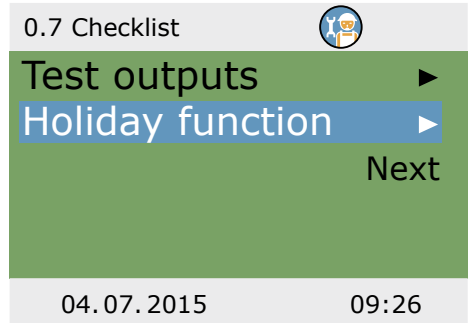 0.7 Checklist
Test outputs ►
Holiday function ►
Next
04.07.2015 09:26